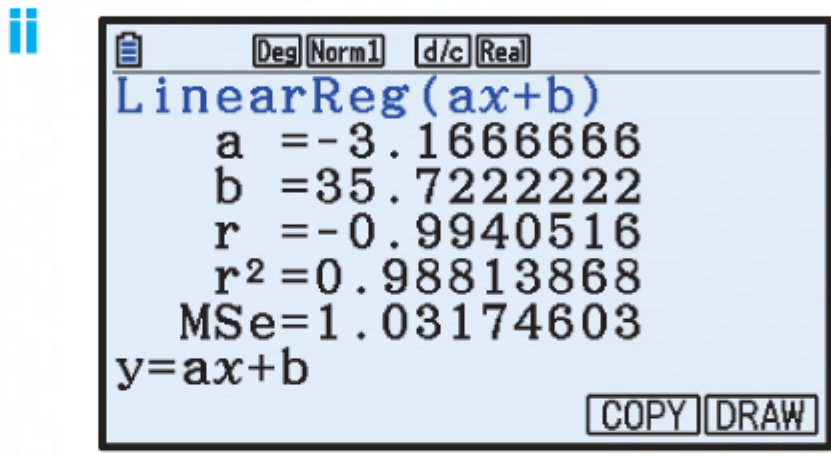 ii
Deg Norm1 d/c Real
LinearReg(ax+b)
a =-3.1666666
b =35.7222222
r =-0.9940516
r²=0.98813868
MSe=1.03174603
y=ax+b
COPY DRAW